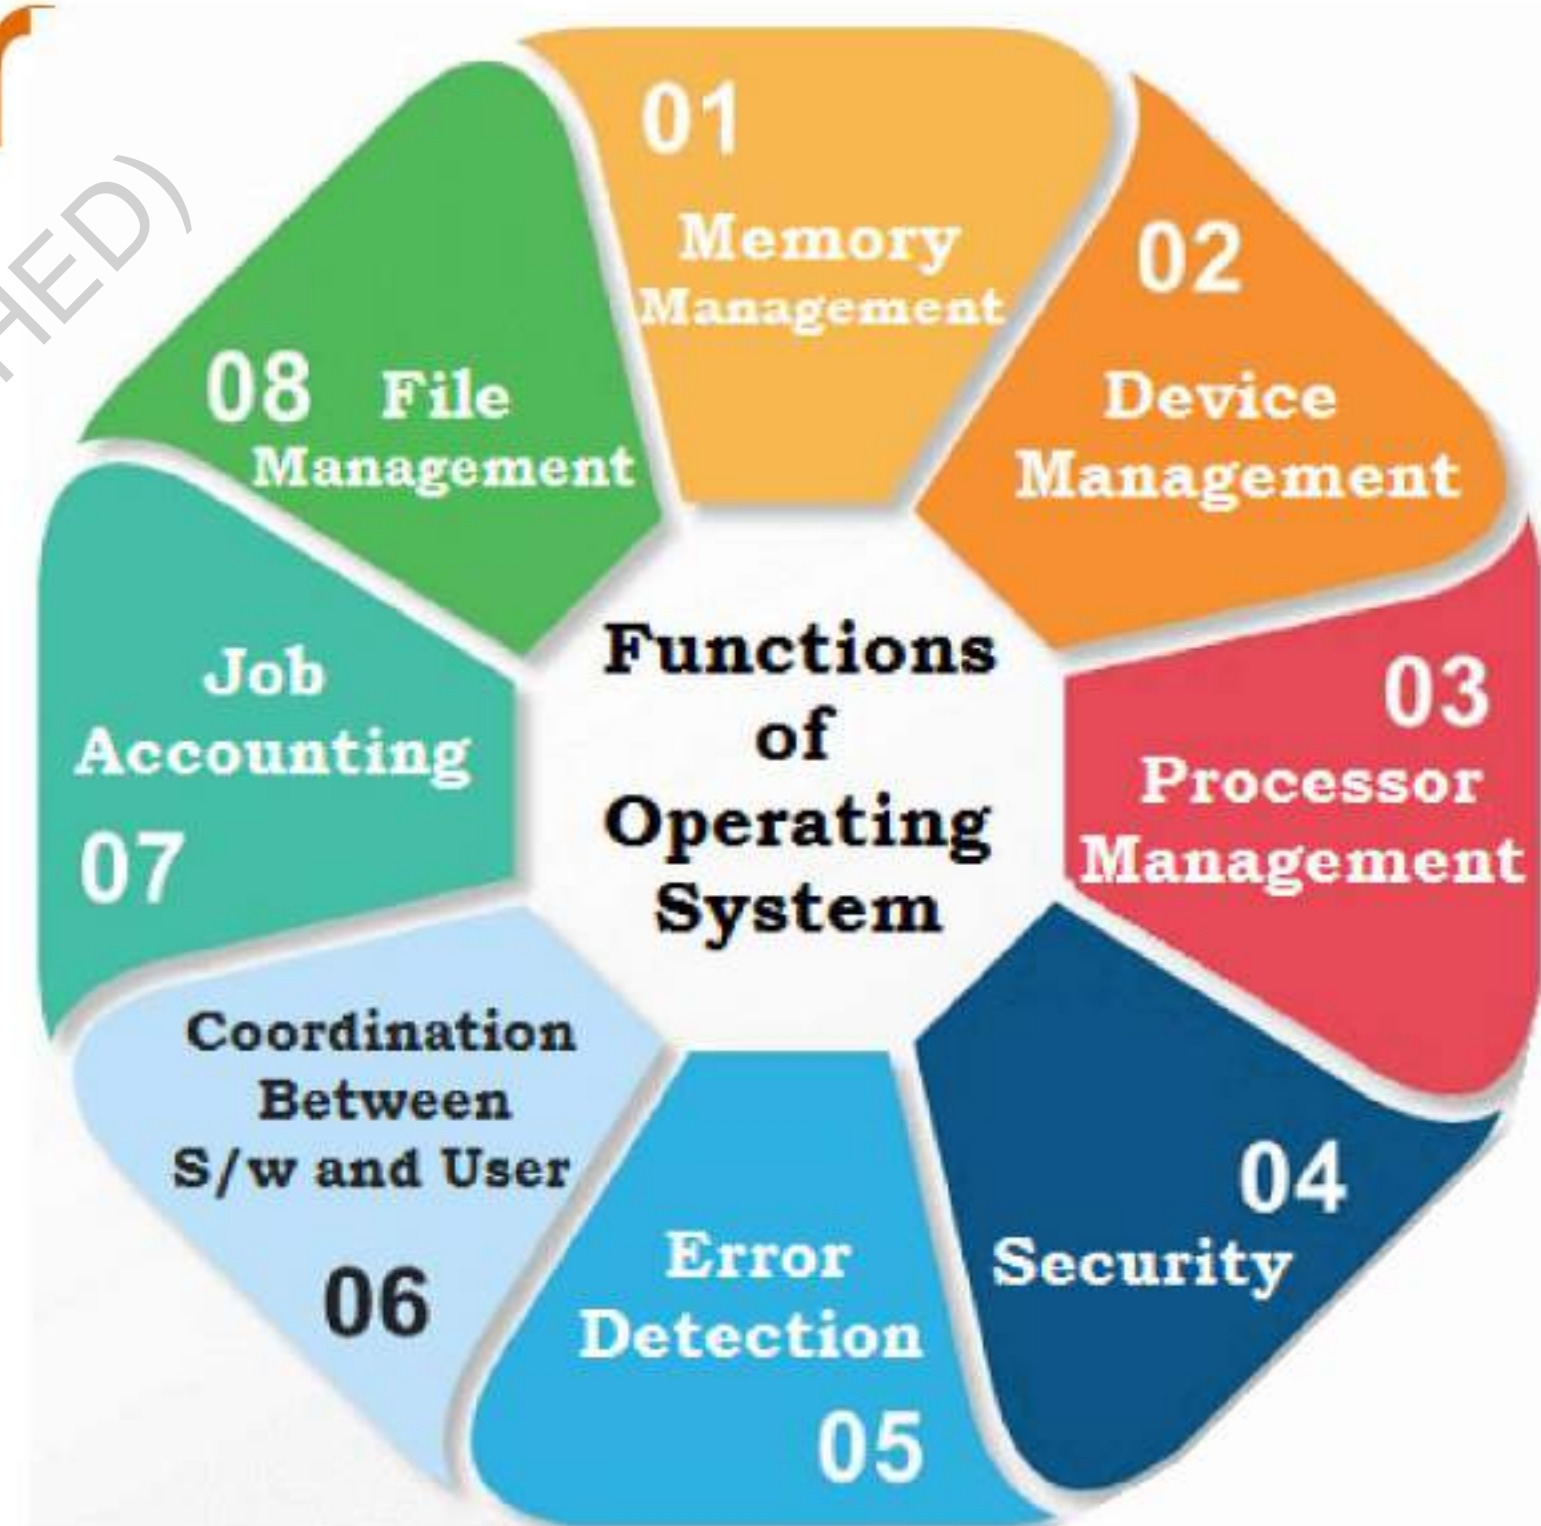 01
Memory
Management
02
Device
Management
03
Processor
Management
04
Security
Error
Detection
05
Coordination
Between
S/w and User
06
Job
Accounting
07
08 File
Management
Functions
of
Operating
System
HED)